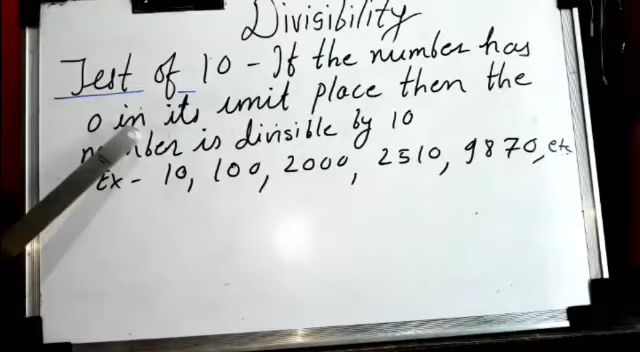 Divisibility
Test of 10 - If the number has
0 in its unit place then the
number is divisible by 10
Ex - 10, 100, 2000, 2510, 9870, etc